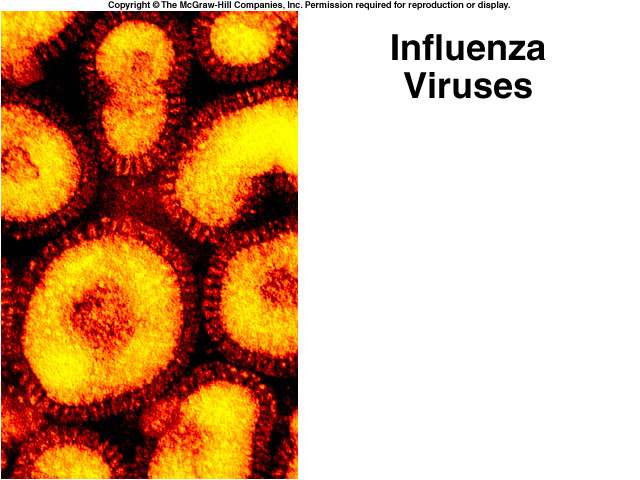 Copyright © The McGraw-Hill Companies, Inc. Permission required for reproduction or display.
Influenza
Viruses